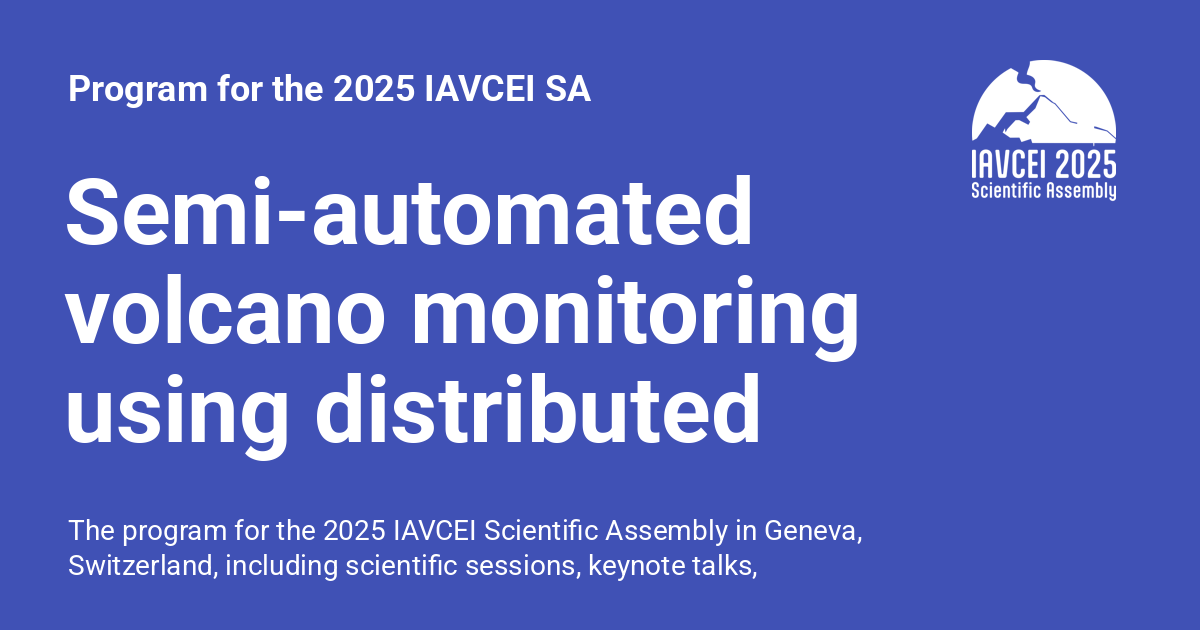 Program for the 2025 IAVCEI SA
IAVCEI 2025
Scientific Assembly
Semi-automated
volcano monitoring
using distributed
The program for the 2025 IAVCEI Scientific Assembly in Geneva,
Switzerland, including scientific sessions, keynote talks,